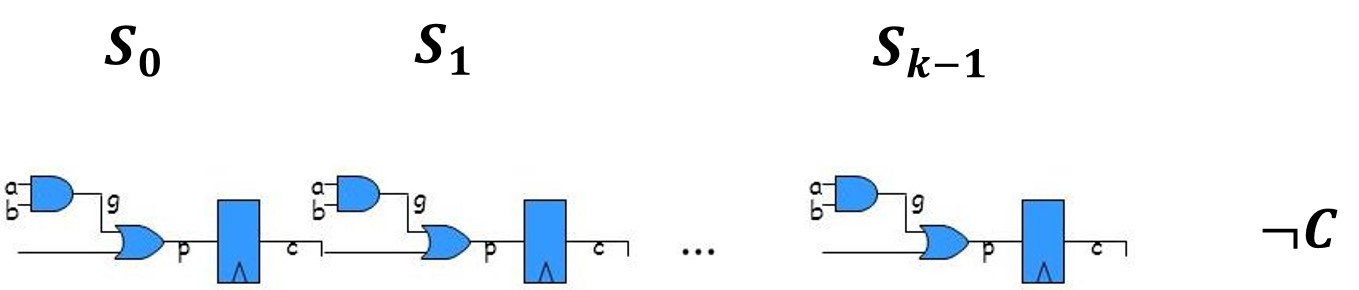 S₀ S₁ Sₖ₋₁
a b g p c a b g p c ... a b g p c ¬C